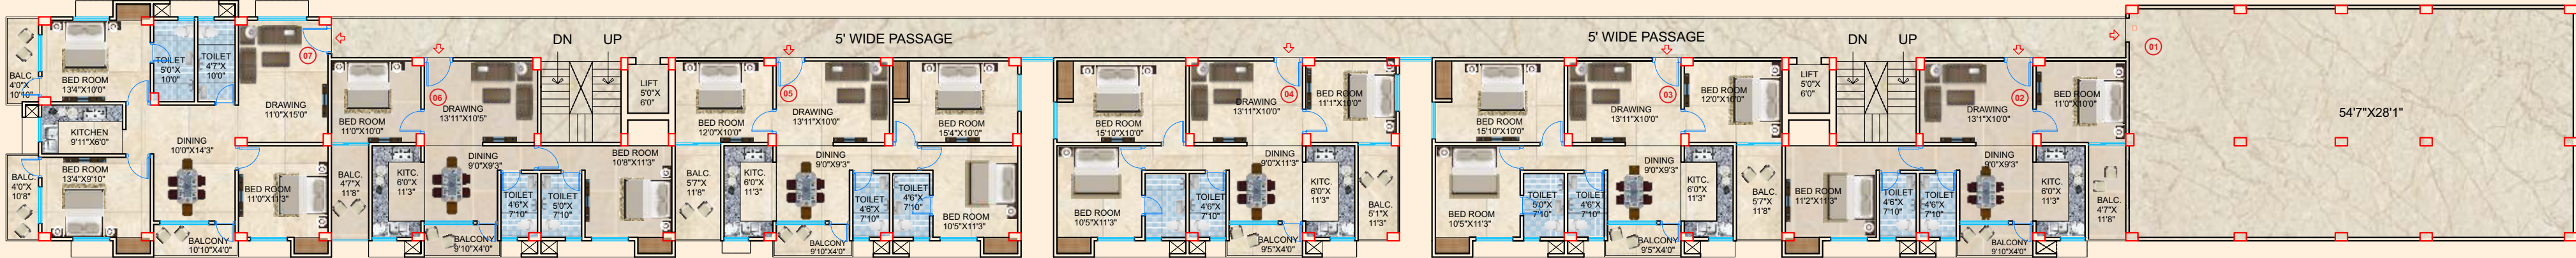 BALC.
4'0"X
10'10"
BED ROOM
13'4"X10'0"
TOILET
5'0"X
10'0"
TOILET
4'7"X
10'0"
07
DRAWING
11'0"X15'0"
KITCHEN
9'11"X6'0"
DINING
10'0"X14'3"
BALC.
4'0"X
10'8"
BED ROOM
13'4"X9'10"
BED ROOM
11'0"X11'3"
BALCONY
10'10"X4'0"
BED ROOM
11'0"X10'0"
06
DRAWING
13'11"X10'5"
DN
UP
LIFT
5'0"X
6'0"
BALC.
4'7"X
11'8"
KITC.
6'0"X
11'3"
DINING
9'0"X9'3"
TOILET
4'6"X
7'10"
TOILET
5'0"X
7'10"
BED ROOM
10'8"X11'3"
BALCONY
9'10"X4'0"
5' WIDE PASSAGE
BED ROOM
12'0"X10'0"
05
DRAWING
13'11"X10'0"
BED ROOM
15'4"X10'0"
BALC.
5'7"X
11'8"
KITC.
6'0"X
11'3"
DINING
9'0"X9'3"
TOILET
4'6"X
7'10"
TOILET
4'6"X
7'10"
BED ROOM
10'5"X11'3"
BALCONY
9'10"X4'0"
BED ROOM
15'10"X10'0"
DRAWING
13'11"X10'0"
04
BED ROOM
11'1"X10'0"
BED ROOM
10'5"X11'3"
TOILET
4'6"X
7'10"
DINING
9'0"X11'3"
KITC.
6'0"X
11'3"
BALC.
5'1"X
11'3"
BALCONY
9'5"X4'0"
5' WIDE PASSAGE
BED ROOM
15'10"X10'0"
DRAWING
13'11"X10'0"
03
BED ROOM
12'0"X10'0"
BED ROOM
10'5"X11'3"
TOILET
5'0"X
7'10"
TOILET
4'6"X
7'10"
DINING
9'0"X9'3"
KITC.
6'0"X
11'3"
BALC.
5'7"X
11'8"
BALCONY
9'5"X4'0"
LIFT
5'0"X
6'0"
DN
UP
DRAWING
13'1"X10'0"
02
BED ROOM
11'0"X10'0"
BED ROOM
11'2"X11'3"
TOILET
4'6"X
7'10"
TOILET
4'6"X
7'10"
DINING
9'0"X9'3"
KITC.
6'0"X
11'3"
BALC.
4'7"X
11'8"
BALCONY
9'10"X4'0"
01
54'7"X28'1"